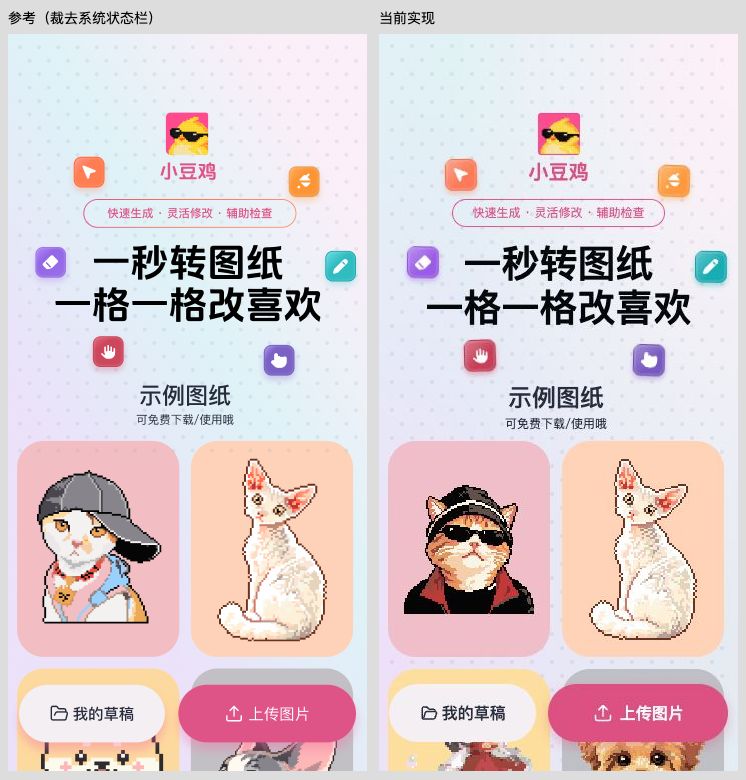 参考（裁去系统状态栏）
小豆鸡
快速生成 · 灵活修改 · 辅助检查
一秒转图纸
一格一格改喜欢
示例图纸
可免费下载/使用哦
我的草稿
上传图片
当前实现
小豆鸡
快速生成 · 灵活修改 · 辅助检查
一秒转图纸
一格一格改喜欢
示例图纸
可免费下载/使用哦
我的草稿
上传图片